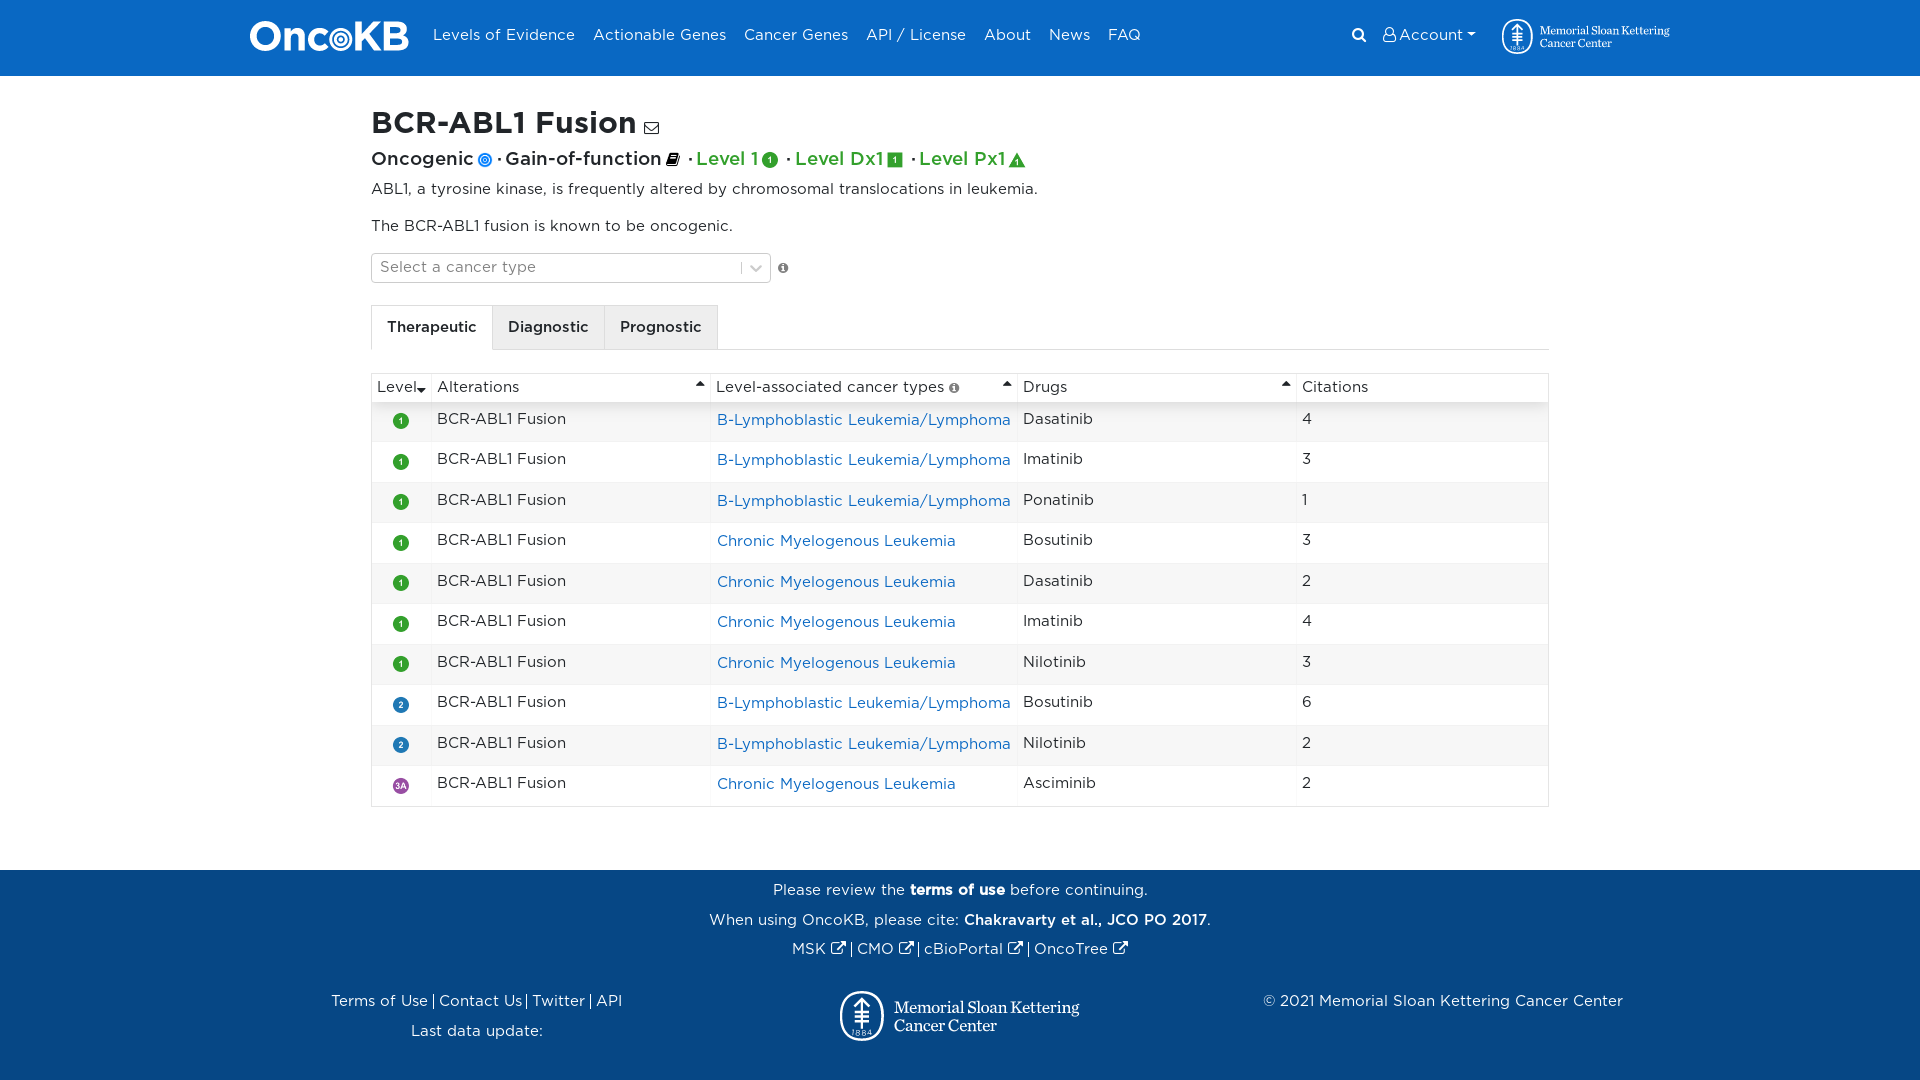 OncoKB Levels of Evidence Actionable Genes Cancer Genes API / License About News FAQ Account Memorial Sloan Kettering Cancer Center 1884
BCR-ABL1 Fusion
Oncogenic · Gain-of-function · Level 1 1 · Level Dx1 1 · Level Px1 1
ABL1, a tyrosine kinase, is frequently altered by chromosomal translocations in leukemia.
The BCR-ABL1 fusion is known to be oncogenic.
Select a cancer type
Therapeutic Diagnostic Prognostic
Level Alterations Level-associated cancer types Drugs Citations
1 BCR-ABL1 Fusion B-Lymphoblastic Leukemia/Lymphoma Dasatinib 4
1 BCR-ABL1 Fusion B-Lymphoblastic Leukemia/Lymphoma Imatinib 3
1 BCR-ABL1 Fusion B-Lymphoblastic Leukemia/Lymphoma Ponatinib 1
1 BCR-ABL1 Fusion Chronic Myelogenous Leukemia Bosutinib 3
1 BCR-ABL1 Fusion Chronic Myelogenous Leukemia Dasatinib 2
1 BCR-ABL1 Fusion Chronic Myelogenous Leukemia Imatinib 4
1 BCR-ABL1 Fusion Chronic Myelogenous Leukemia Nilotinib 3
2 BCR-ABL1 Fusion B-Lymphoblastic Leukemia/Lymphoma Bosutinib 6
2 BCR-ABL1 Fusion B-Lymphoblastic Leukemia/Lymphoma Nilotinib 2
3A BCR-ABL1 Fusion Chronic Myelogenous Leukemia Asciminib 2
Please review the terms of use before continuing.
When using OncoKB, please cite: Chakravarty et al., JCO PO 2017.
MSK | CMO | cBioPortal | OncoTree
Terms of Use | Contact Us | Twitter | API
Last data update:
1884 Memorial Sloan Kettering
Cancer Center
© 2021 Memorial Sloan Kettering Cancer Center